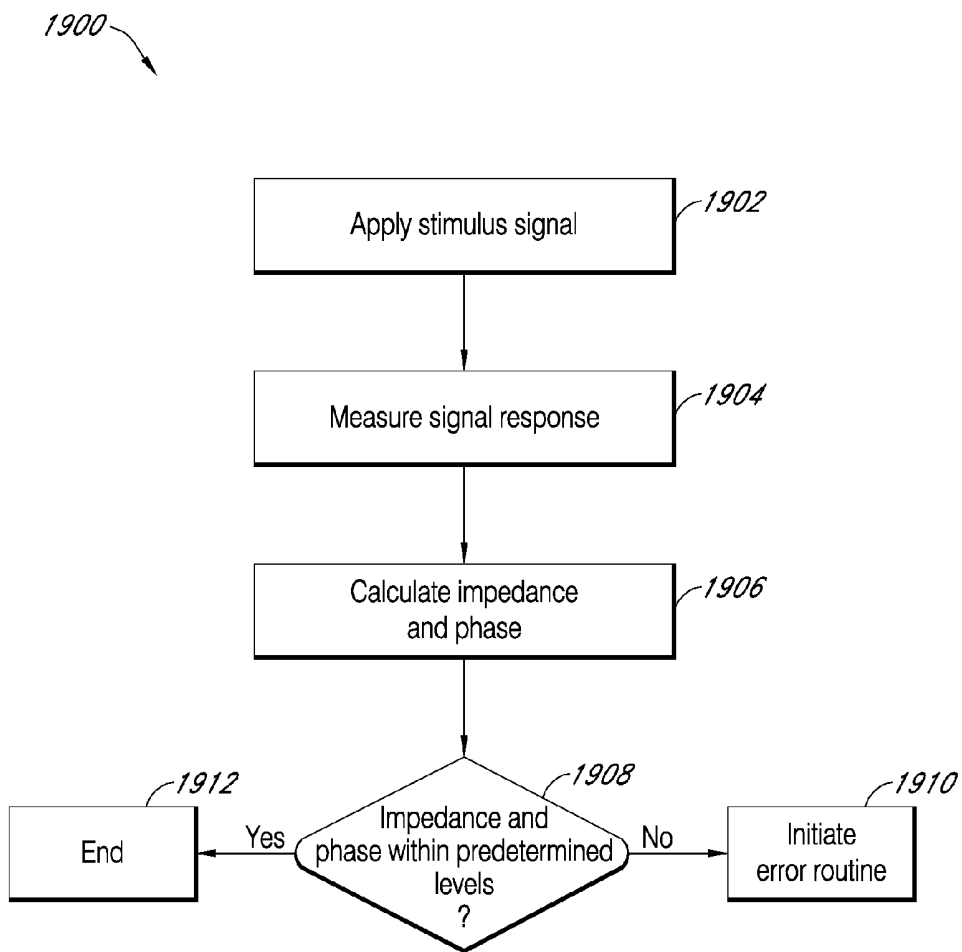 1900
Apply stimulus signal
1902
Measure signal response
1904
Calculate impedance
and phase
1906
Impedance and
phase within predetermined
levels
?
1908
Yes
End
1912
No
Initiate
error routine
1910